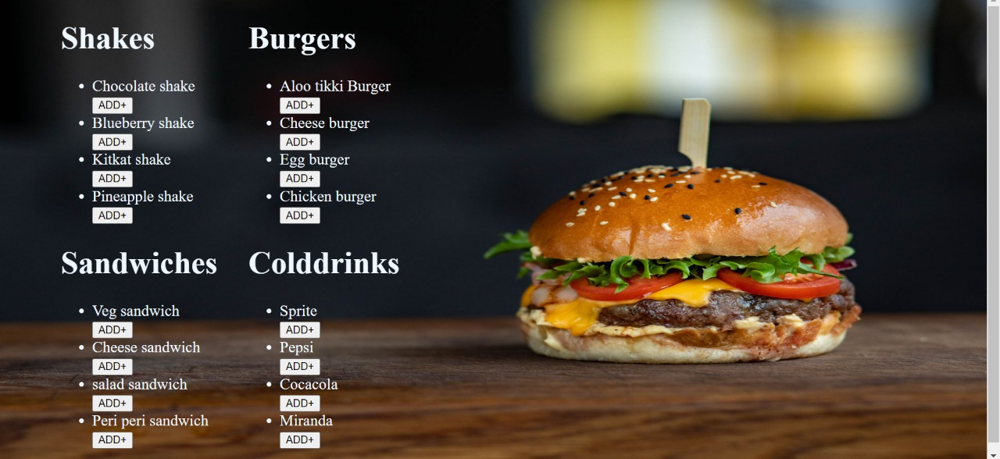 Shakes
Chocolate shake
ADD+
Blueberry shake
ADD+
Kitkat shake
ADD+
Pineapple shake
ADD+
Burgers
Aloo tikki Burger
ADD+
Cheese burger
ADD+
Egg burger
ADD+
Chicken burger
ADD+
Sandwiches
Veg sandwich
ADD+
Cheese sandwich
ADD+
salad sandwich
ADD+
Peri peri sandwich
ADD+
Colddrinks
Sprite
ADD+
Pepsi
ADD+
Cocacola
ADD+
Miranda
ADD+